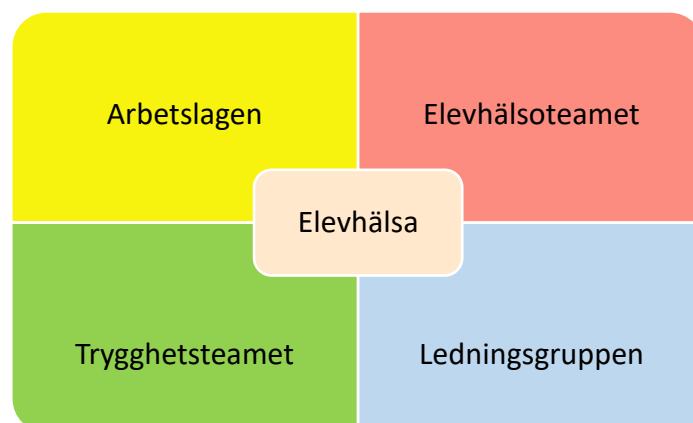 Arbetslagen
Elevhälsoteamet
Elevhälsa
Trygghetsteamet
Ledningsgruppen